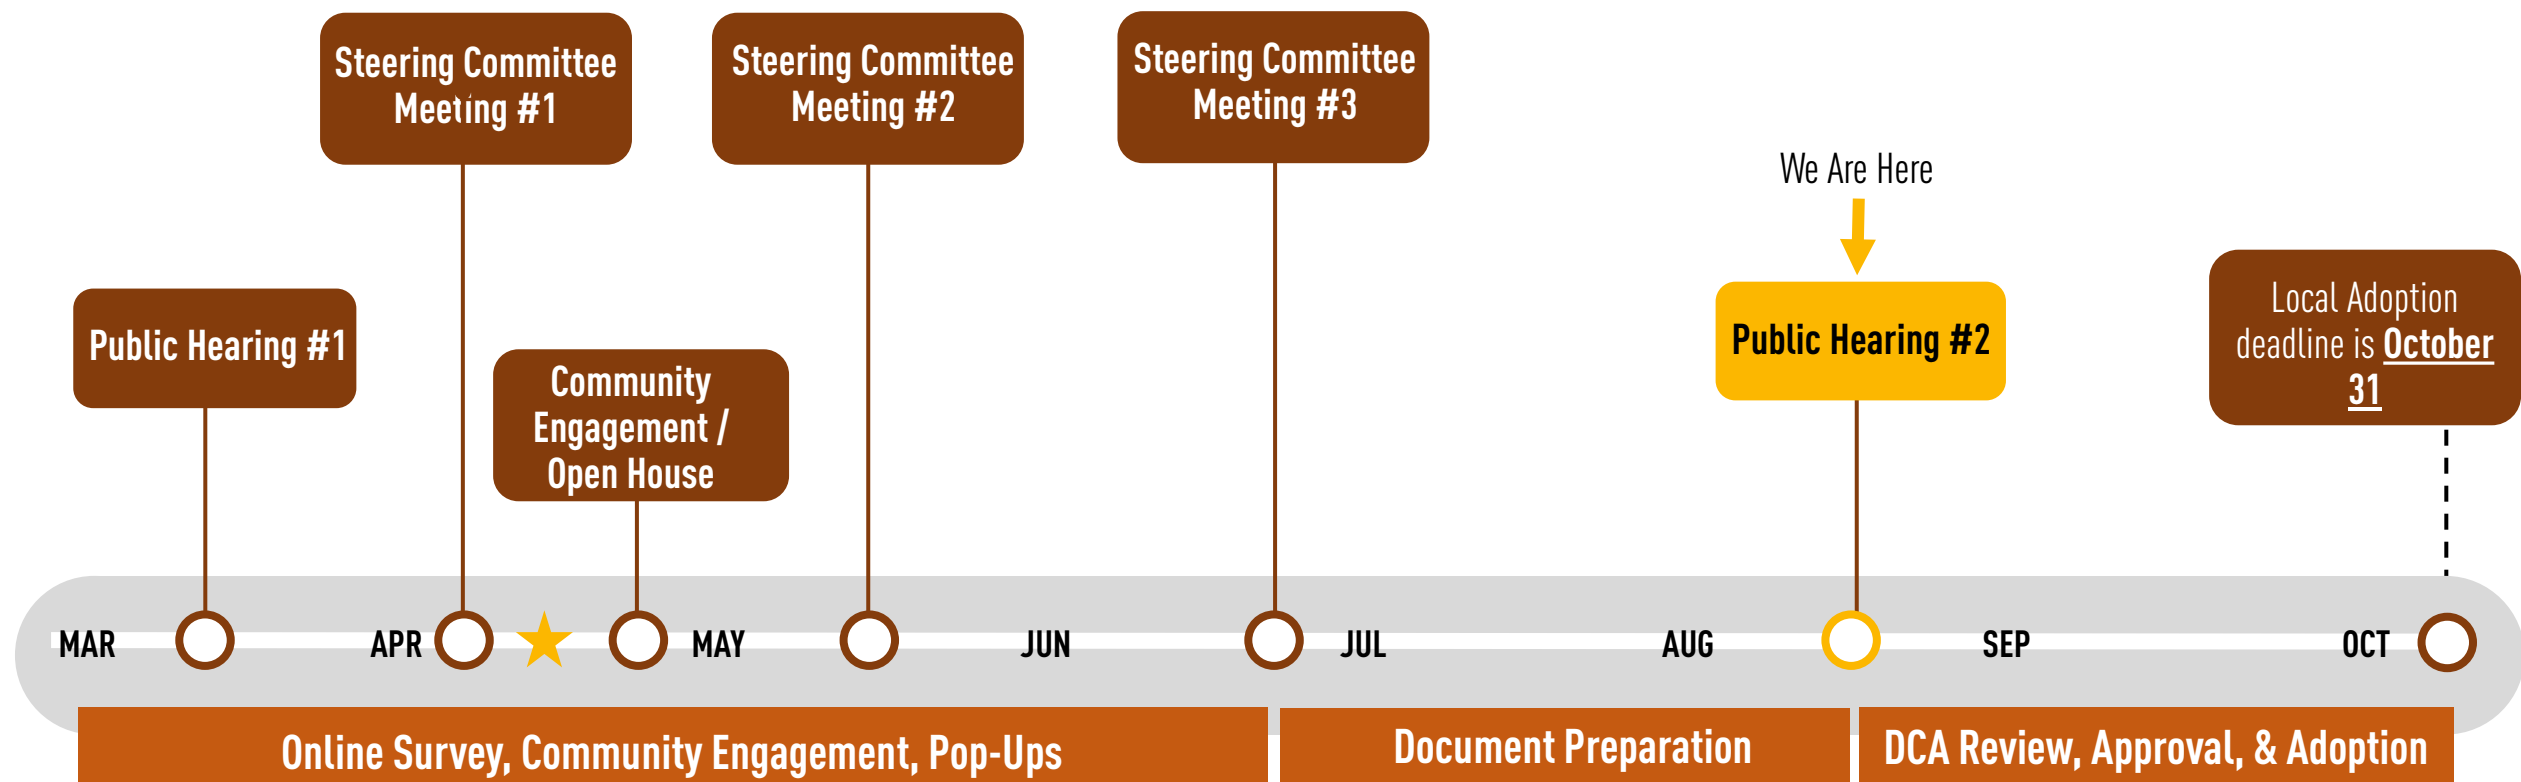 Steering Committee
Meeting #1
Steering Committee
Meeting #2
Steering Committee
Meeting #3
We Are Here
Public Hearing #1
Community
Engagement /
Open House
Public Hearing #2
Local Adoption
deadline is October
31
MAR
APR
MAY
JUN
JUL
AUG
SEP
OCT
Online Survey, Community Engagement, Pop-Ups
Document Preparation
DCA Review, Approval, & Adoption